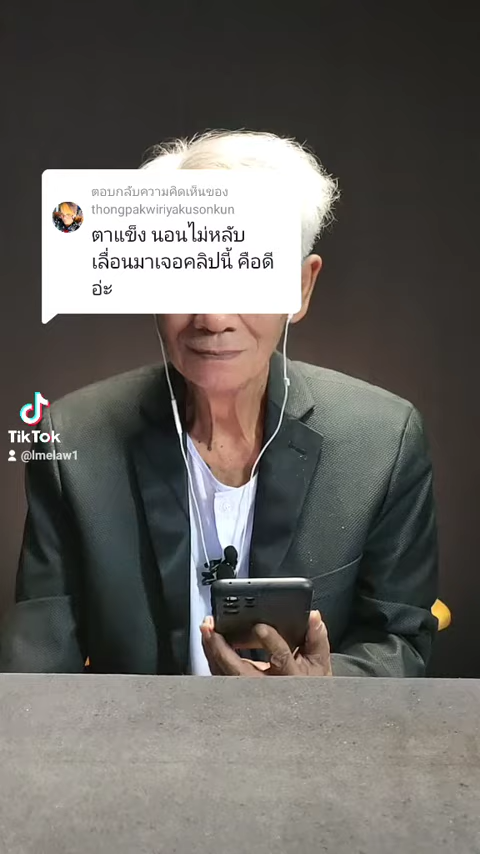 ตอบกลับความคิดเห็นของ
thongpakwiriyakusonkun
ตาแข็ง นอนไม่หลับ
เลื่อนมาเจอคลิปนี้ คือดี
อ่ะ
TikTok
@lmelaw1